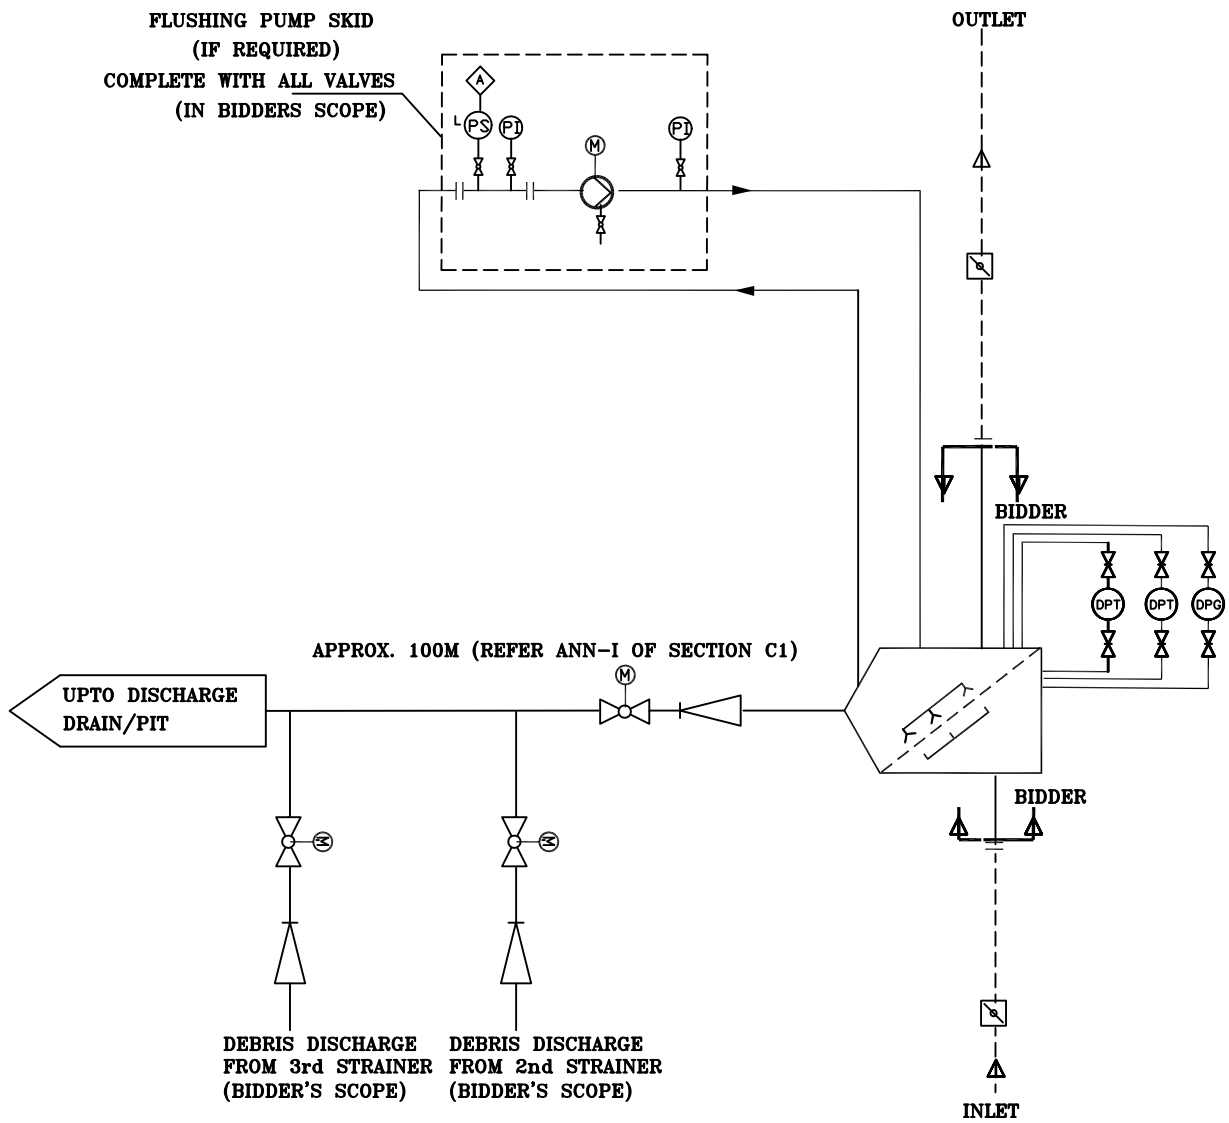 FLUSHING PUMP SKID
(IF REQUIRED)
COMPLETE WITH ALL VALVES
(IN BIDDERS SCOPE)
OUTLET
A
L PS PI
M
PI
BIDDER
DPT DPT DPG
APPROX. 100M (REFER ANN-I OF SECTION C1)
M
UPTO DISCHARGE
DRAIN/PIT
BIDDER
M M
DEBRIS DISCHARGE
FROM 3rd STRAINER
(BIDDER'S SCOPE)
DEBRIS DISCHARGE
FROM 2nd STRAINER
(BIDDER'S SCOPE)
INLET